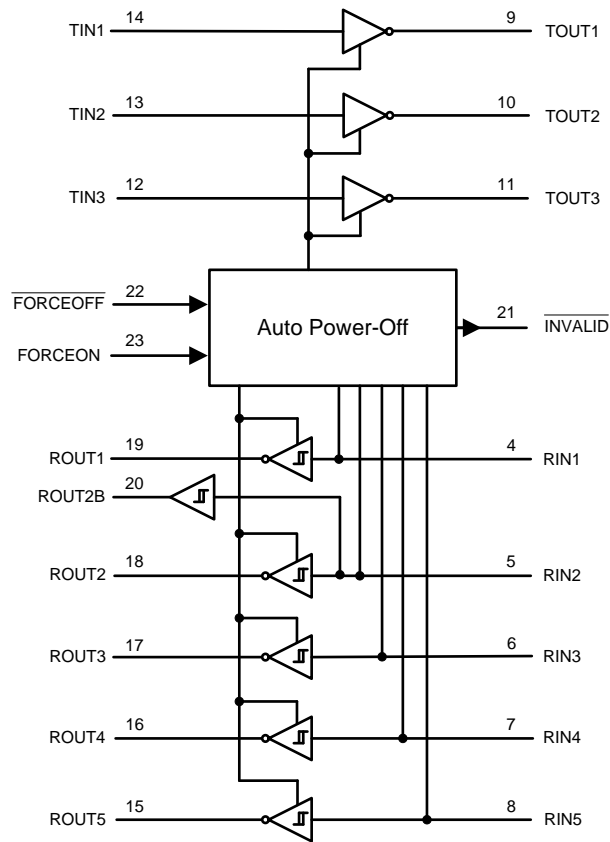 TIN1 14 9 TOUT1
TIN2 13 10 TOUT2
TIN3 12 11 TOUT3
FORCEOFF 22
Auto Power-Off
21 INVALID
FORCEON 23
ROUT1 19 4 RIN1
ROUT2B 20
ROUT2 18 5 RIN2
ROUT3 17 6 RIN3
ROUT4 16 7 RIN4
ROUT5 15 8 RIN5